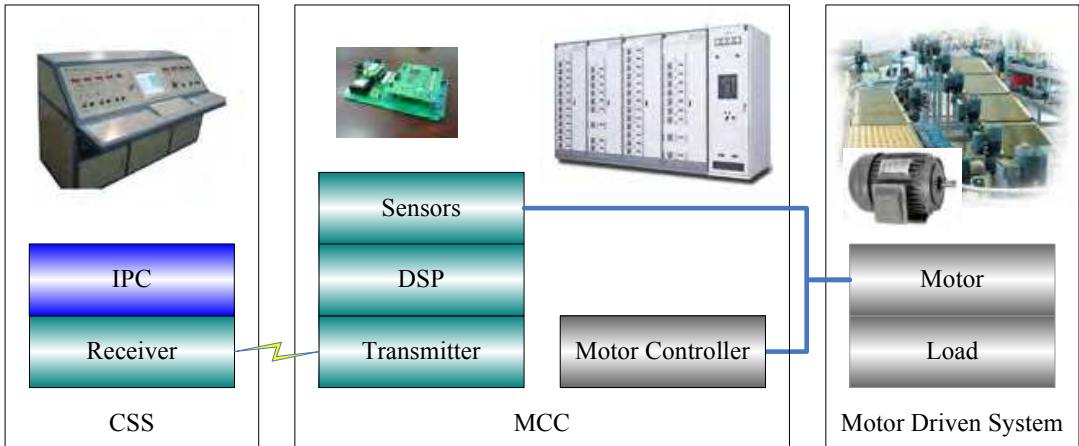 Sensors
IPC
DSP
Motor
Receiver
Transmitter
Motor Controller
Load
CSS
MCC
Motor Driven System